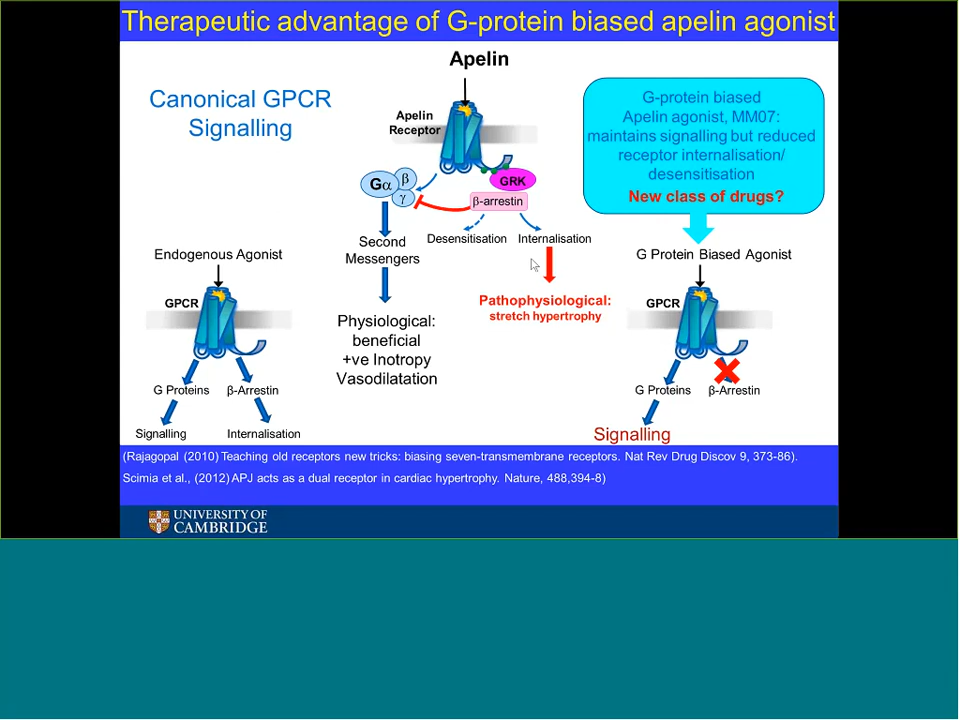 Therapeutic advantage of G-protein biased apelin agonist
Apelin
Canonical GPCR
Signalling
Apelin
Receptor
Gα
β
γ
GRK
β-arrestin
Desensitisation
Internalisation
Second
Messengers
Pathophysiological:
stretch hypertrophy
Physiological:
beneficial
+ve Inotropy
Vasodilatation
Endogenous Agonist
GPCR
G Proteins
β-Arrestin
Signalling
Internalisation
G-protein biased
Apelin agonist, MM07:
maintains signalling but reduced
receptor internalisation/
desensitisation
New class of drugs?
G Protein Biased Agonist
GPCR
G Proteins
β-Arrestin
Signalling
(Rajagopal (2010) Teaching old receptors new tricks: biasing seven-transmembrane receptors. Nat Rev Drug Discov 9, 373-86).
Scimia et al., (2012) APJ acts as a dual receptor in cardiac hypertrophy. Nature, 488,394-8)
UNIVERSITY OF
CAMBRIDGE